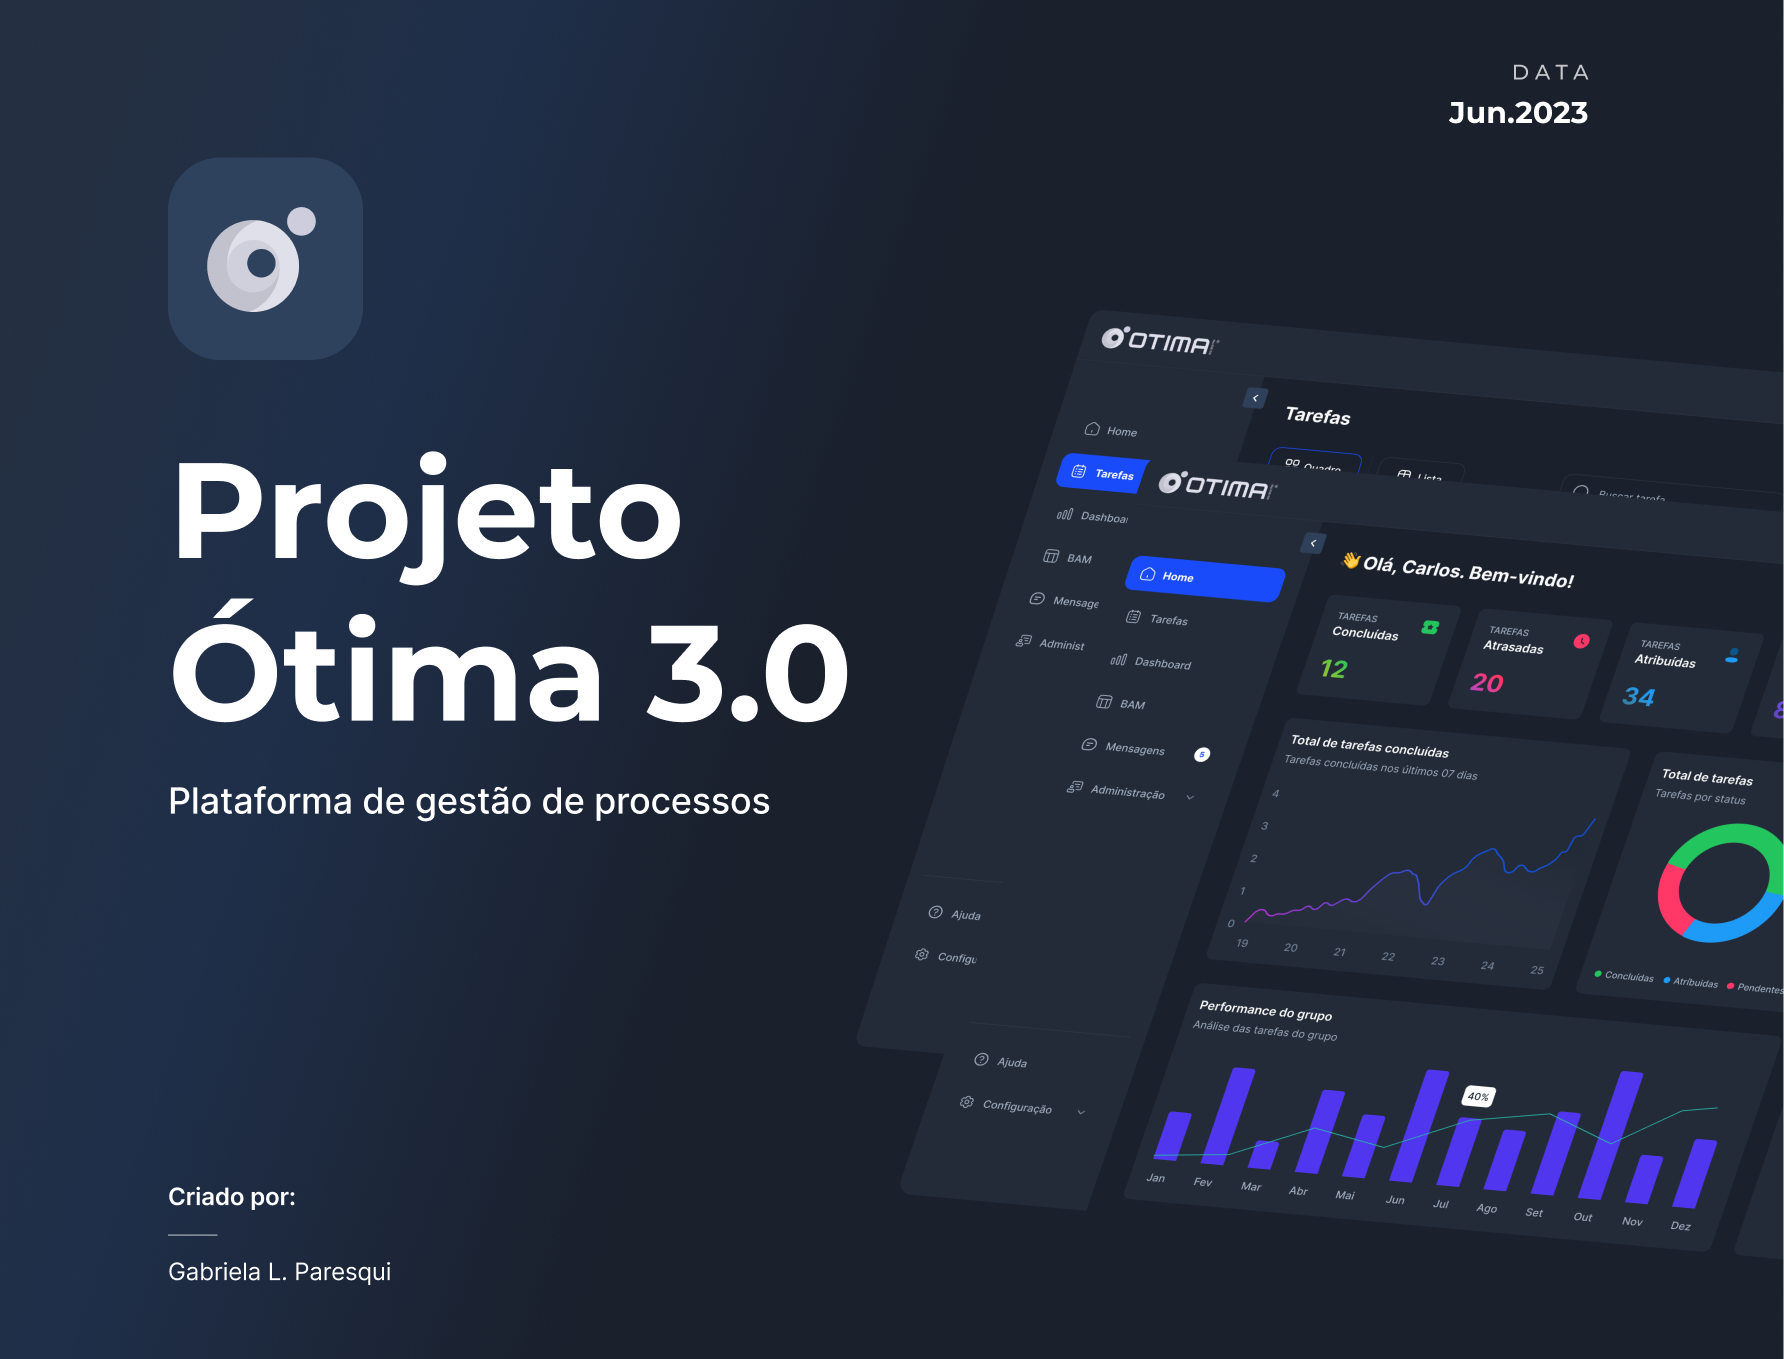 DATA
Jun.2023
Projeto
Ótima 3.0
Plataforma de gestão de processos
Criado por:
Gabriela L. Paresqui
OTIMA
Home
Tarefas
Dashboa
BAM
Mensage
Administ
Ajuda
Configu
Tarefas
Quadro
Lista
Buscar tarefa
OTIMA
Home
Tarefas
Dashboard
BAM
Mensagens
5
Administração
Ajuda
Configuração
👋 Olá, Carlos. Bem-vindo!
TAREFAS
Concluídas
12
TAREFAS
Atrasadas
20
TAREFAS
Atribuídas
34
Total de tarefas concluídas
Tarefas concluídas nos últimos 07 dias
4
3
2
1
0
19 20 21 22 23 24 25
Total de tarefas
Tarefas por status
Concluídas Atribuídas Pendentes
Performance do grupo
Análise das tarefas do grupo
40%
Jan Fev Mar Abr Mai Jun Jul Ago Set Out Nov Dez